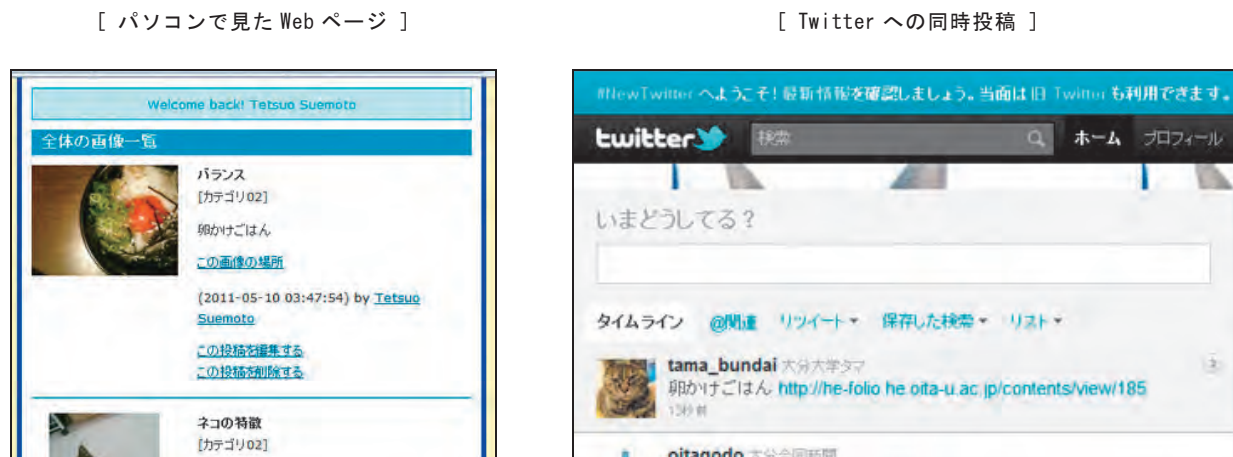 [ パソコンで見た Web ページ ]
Welcome back! Tetsuo Suemoto
全体の画像一覧
バランス
[カテゴリ02]
卵かけごはん
この画像の場所
(2011-05-10 03:47:54) by Tetsuo
Suemoto
この投稿を編集する
この投稿を削除する
ネコの特徴
[カテゴリ02]
[ Twitter への同時投稿 ]
#NewTwitter へようこそ! 最新情報を確認しましょう。当面は旧 Twitter も利用できます。
twitter
検索
ホーム プロフィール
いまどうしてる?
タイムライン @関連 リツイート 保存した検索 リスト
tama_bundai 大分大学タマ
卵かけごはん http://he-folio.he.oita-u.ac.jp/contents/view/185
oitagodo 大分合同新聞